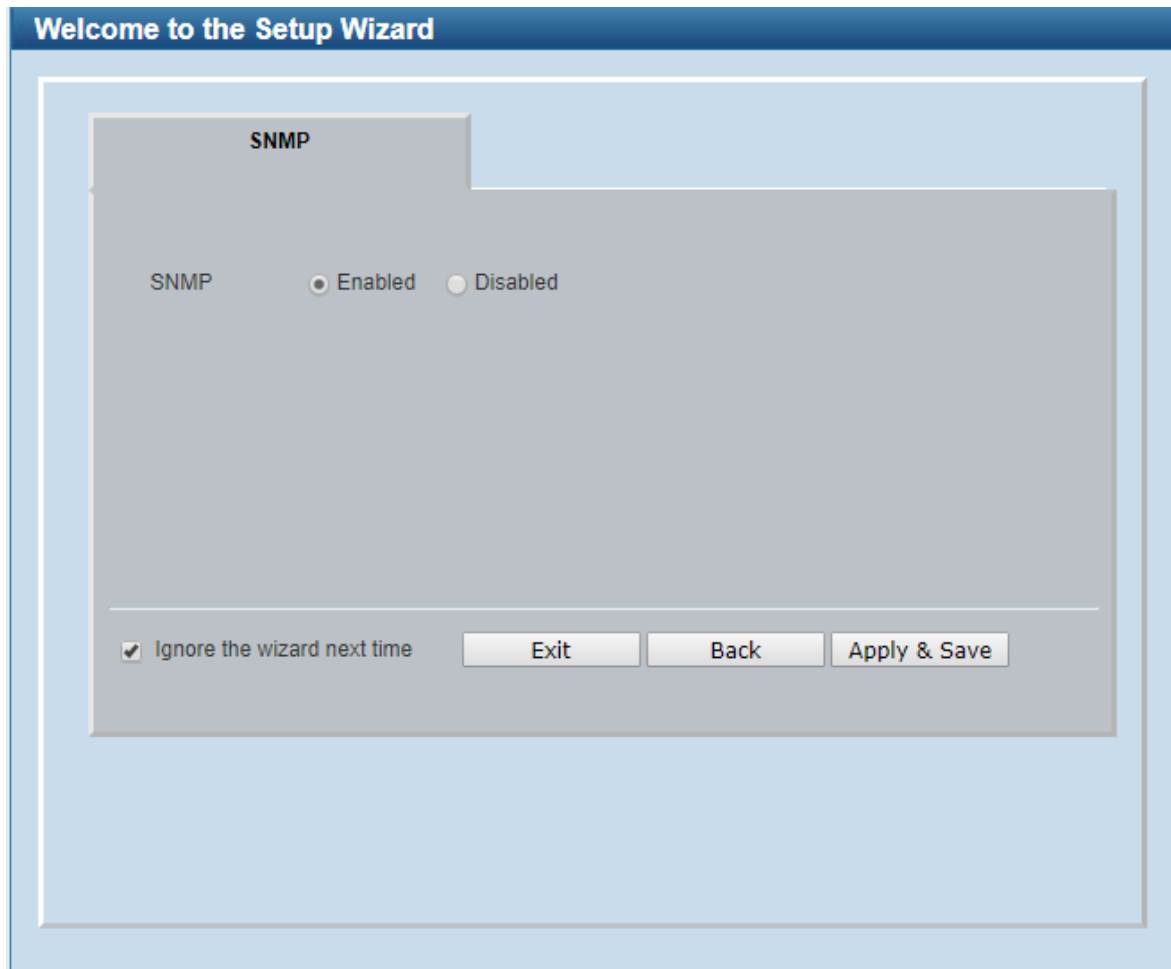 Welcome to the Setup Wizard
SNMP
SNMP Enabled Disabled
Ignore the wizard next time Exit Back Apply & Save